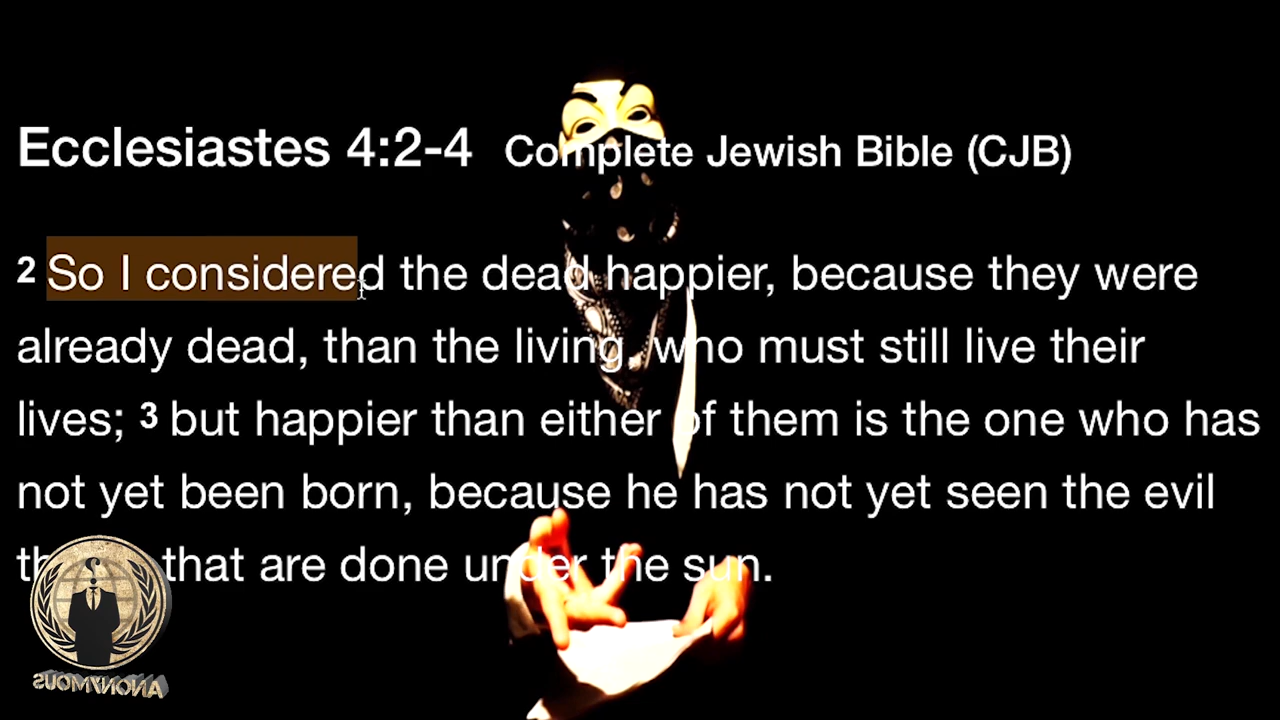 Ecclesiastes 4:2-4 Complete Jewish Bible (CJB)
2 So I considered the dead happier, because they were
already dead, than the living, who must still live their
lives; 3 but happier than either of them is the one who has
not yet been born, because he has not yet seen the evil
that are done under the sun.
ANONYMOUS